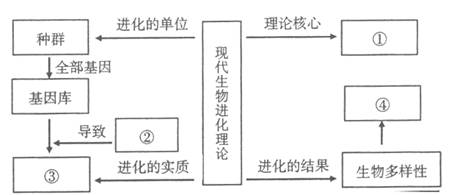 种群
进化的单位
理论核心
①
全部基因
现代生物进化理论
基因库
④
导致
②
③
进化的实质
进化的结果
生物多样性